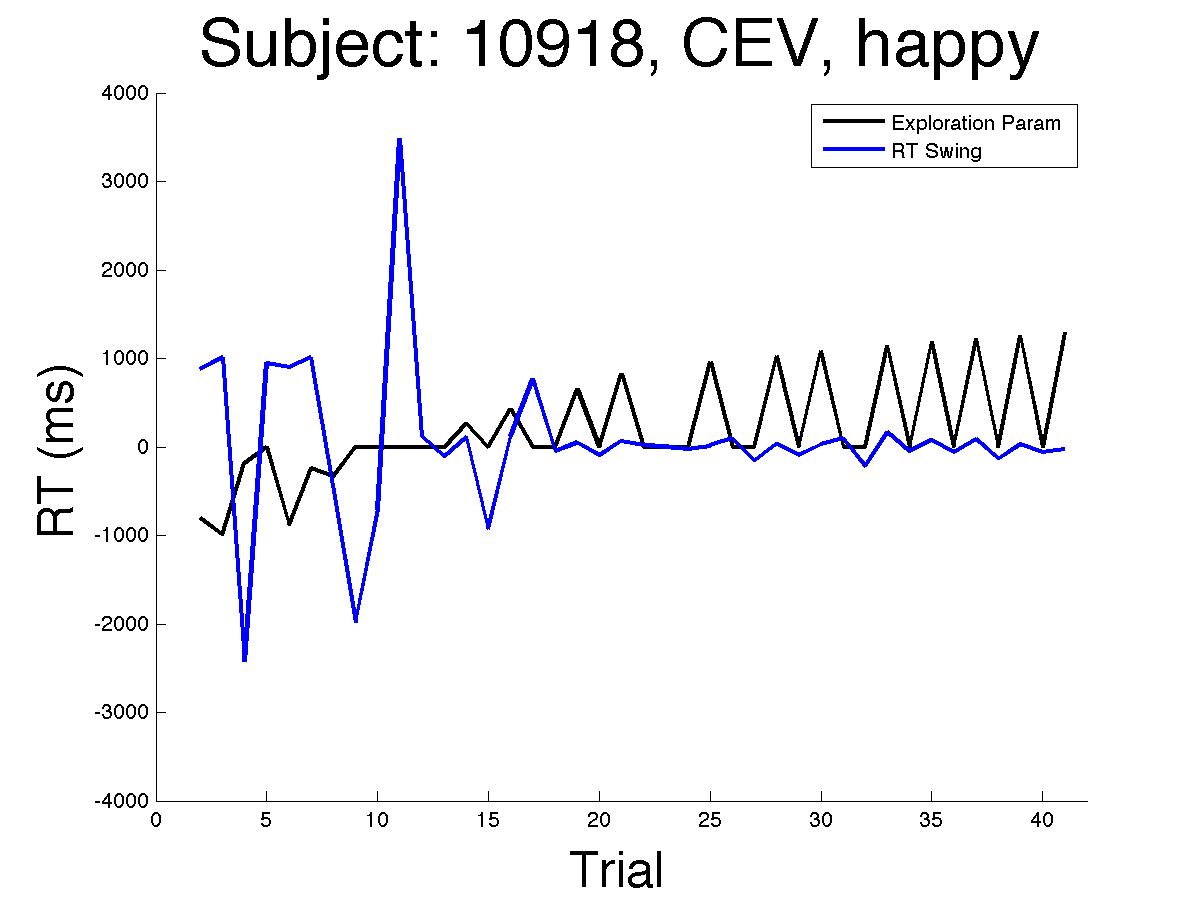 Subject: 10918, CEV, happy
Exploration Param
RT Swing
4000
3000
2000
1000
0
-1000
-2000
-3000
-4000
RT (ms)
0 5 10 15 20 25 30 35 40
Trial